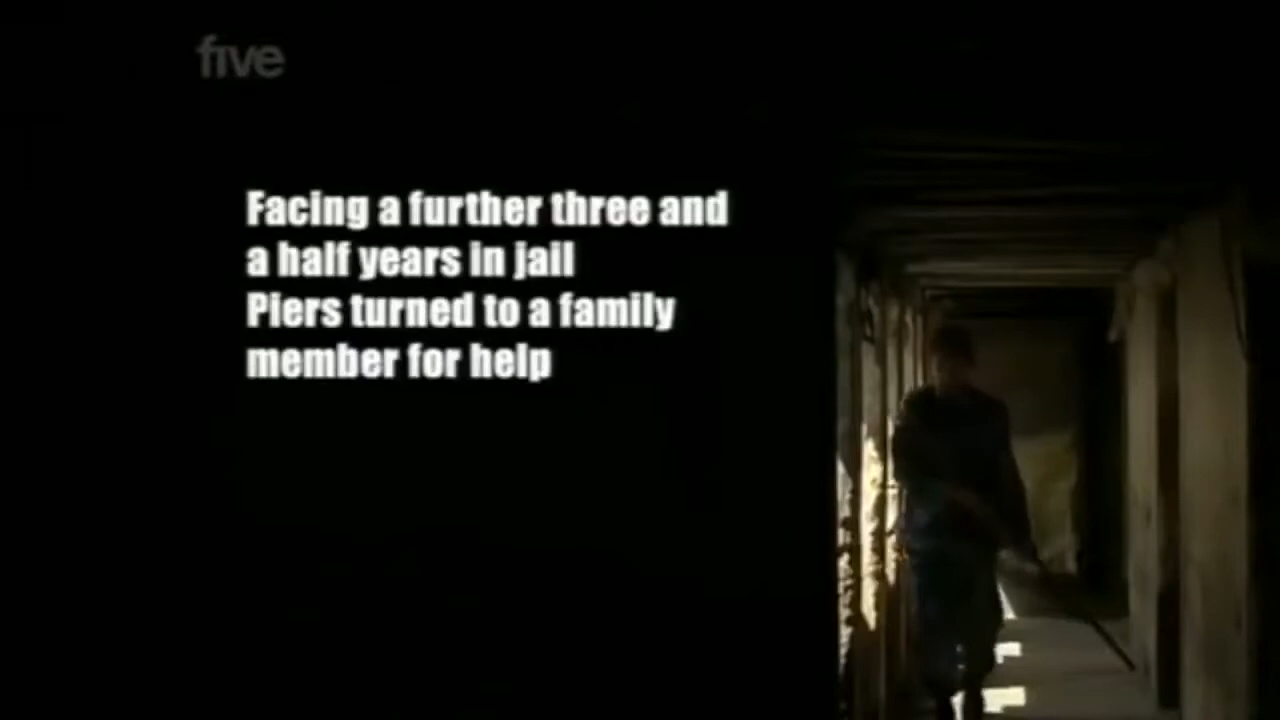 five
Facing a further three and
a half years in jail
Piers turned to a family
member for help